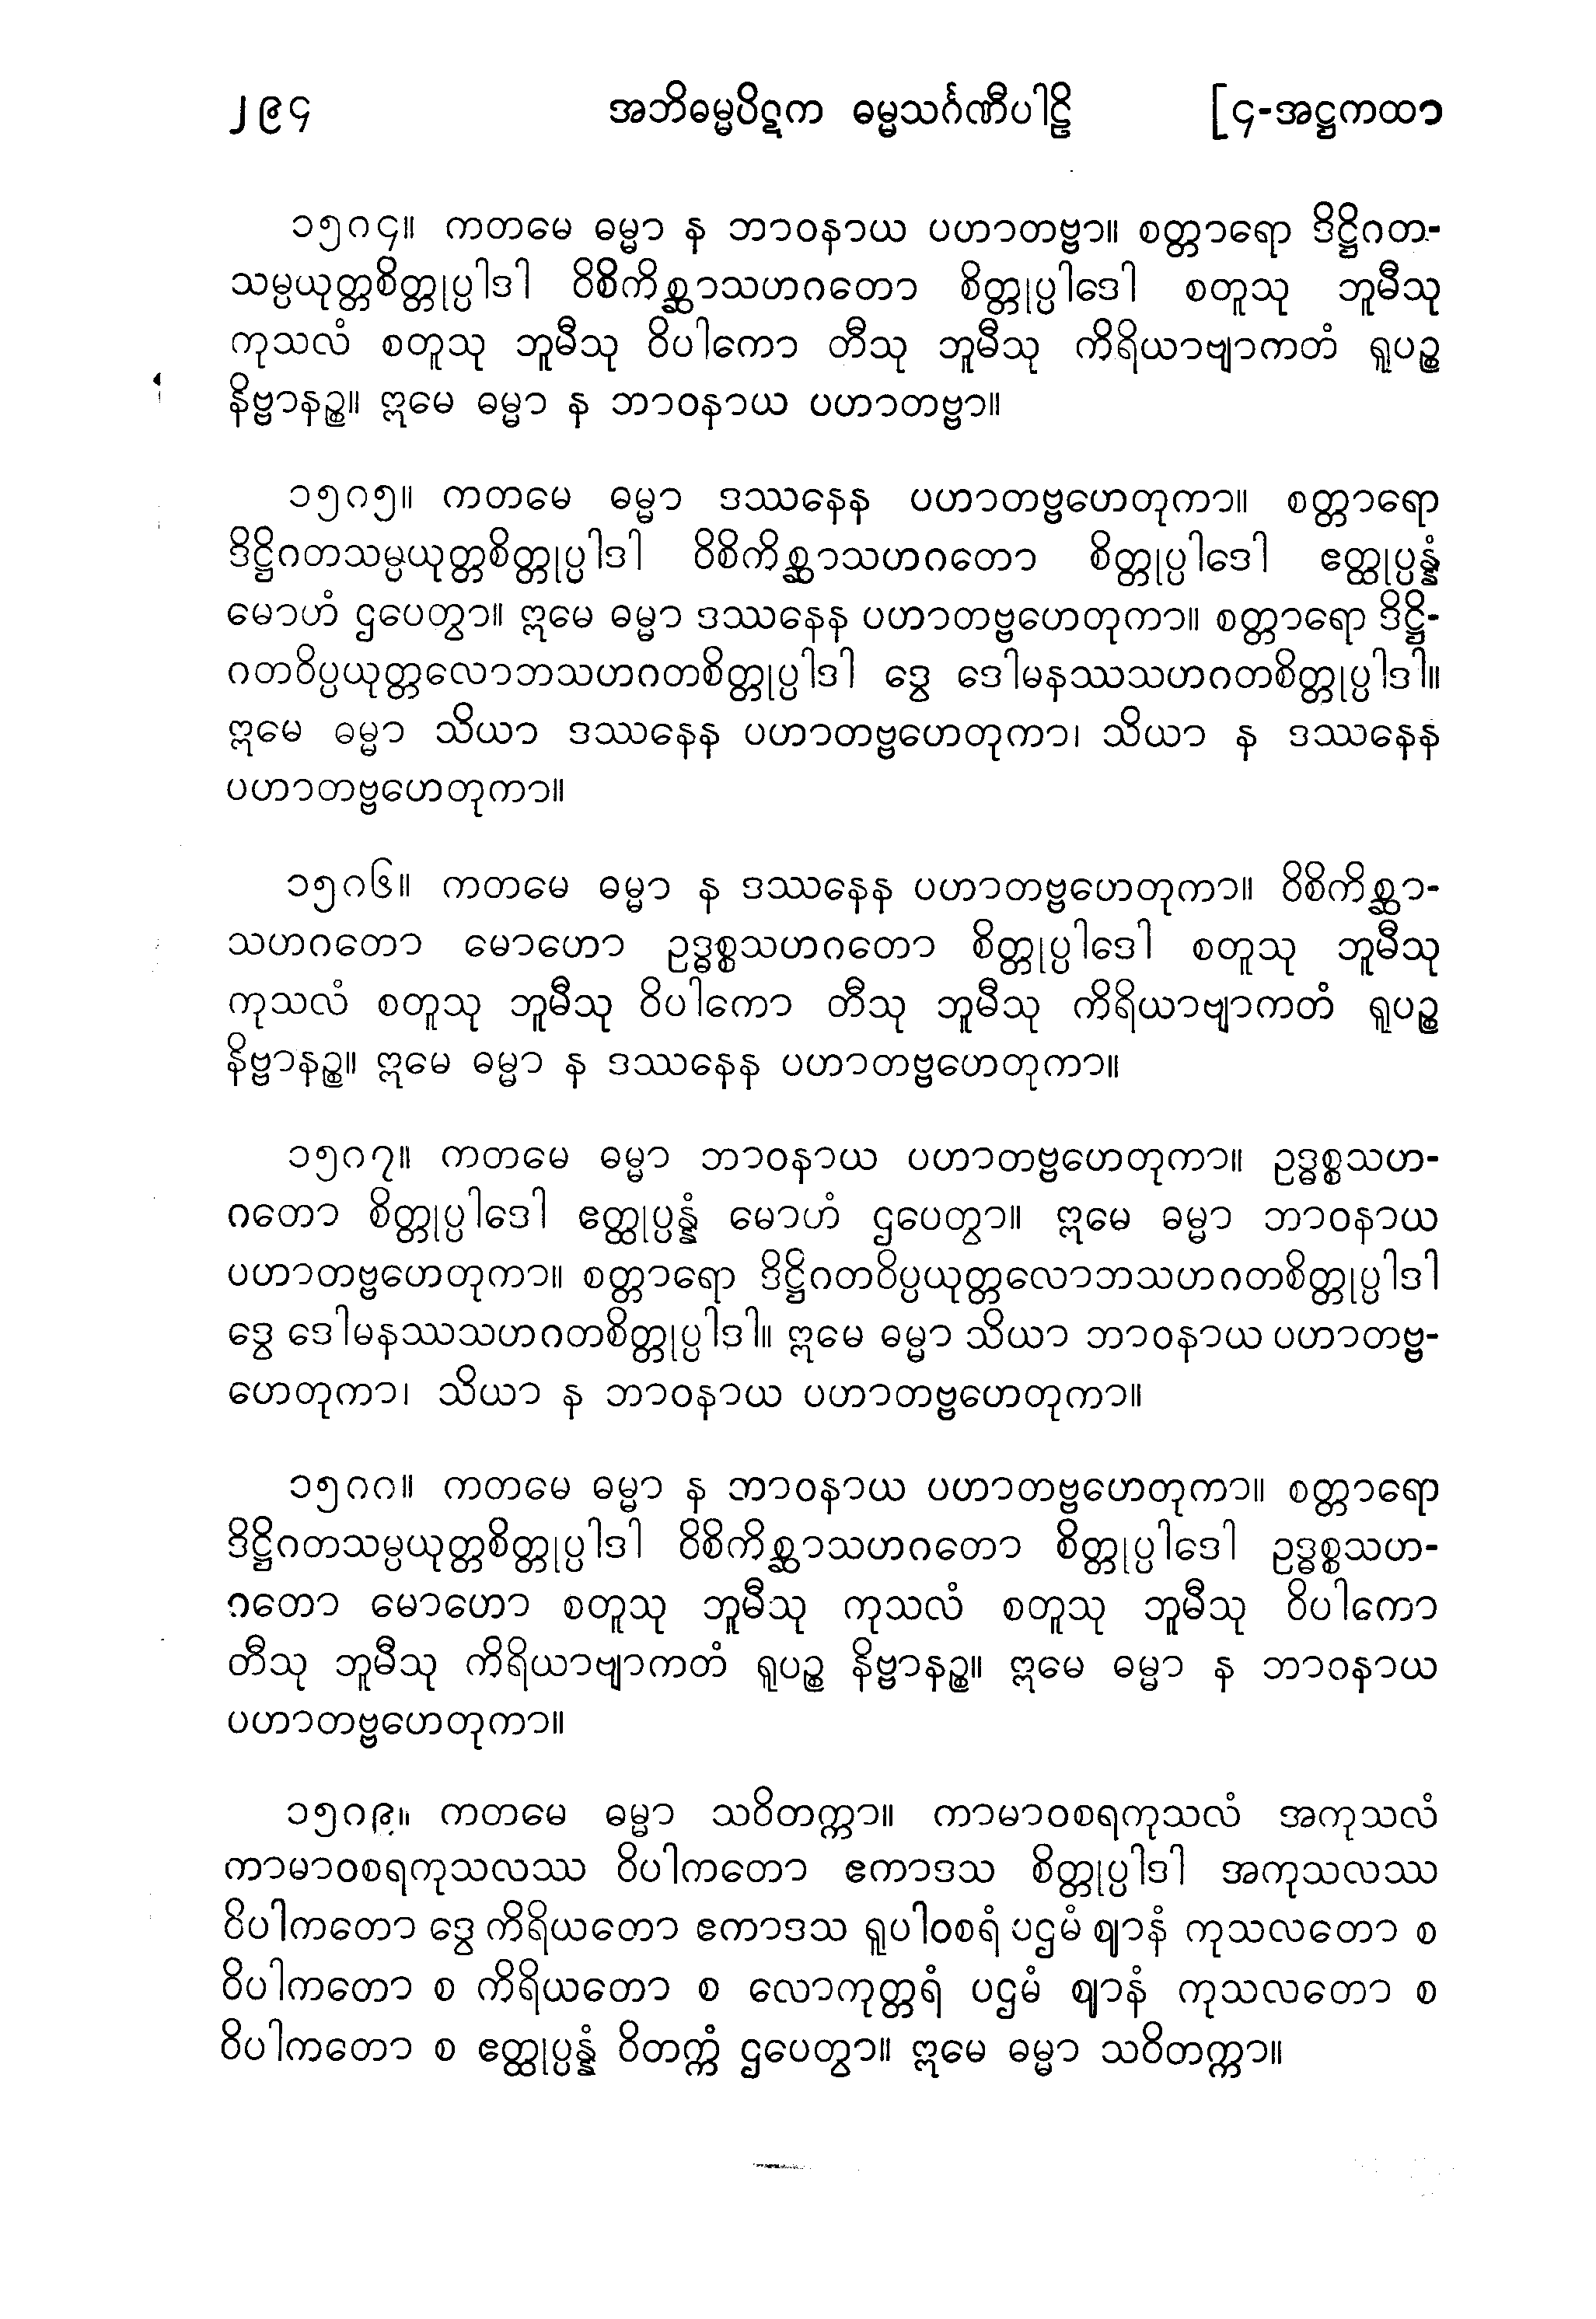 ၂၉၄ အဘိဓမ္မပိဋက ဓမ္မသင်္ဂဏီပါဠိ [၄-အဋ္ဌကထာ
၁၅၈၄။ ကတမေ ဓမ္မာ န ဘာဝနာယ ပဟာတဗ္ဗာ။ စတ္တာရော ဒိဋ္ဌိဂတ-
သမ္ပယုတ္တစိတ္တုပ္ပါဒါ ဝိစိကိစ္ဆာသဟဂတော စိတ္တုပ္ပါဒေါ စတူသု ဘူမီသု
ကုသလံ စတူသု ဘူမီသု ဝိပါကော တီသု ဘူမီသု ကိရိယာဗျာကတံ ရူပဉ္စ
နိဗ္ဗာနဉ္စ။ ဣမေ ဓမ္မာ န ဘာဝနာယ ပဟာတဗ္ဗာ။
၁၅၈၅။ ကတမေ ဓမ္မာ ဒဿနေန ပဟာတဗ္ဗဟေတုကာ။ စတ္တာရော
ဒိဋ္ဌိဂတသမ္ပယုတ္တစိတ္တုပ္ပါဒါ ဝိစိကိစ္ဆာသဟဂတော စိတ္တုပ္ပါဒေါ ဧတ္ထုပ္ပန္နံ
မောဟံ ဌပေတွာ။ ဣမေ ဓမ္မာ ဒဿနေန ပဟာတဗ္ဗဟေတုကာ။ စတ္တာရော ဒိဋ္ဌိ-
ဂတဝိပ္ပယုတ္တလောဘသဟဂတစိတ္တုပ္ပါဒါ ဒွေ ဒေါမနဿသဟဂတစိတ္တုပ္ပါဒါ။
ဣမေ ဓမ္မာ သိယာ ဒဿနေန ပဟာတဗ္ဗဟေတုကာ၊ သိယာ န ဒဿနေန
ပဟာတဗ္ဗဟေတုကာ။
၁၅၈၆။ ကတမေ ဓမ္မာ န ဒဿနေန ပဟာတဗ္ဗဟေတုကာ။ ဝိစိကိစ္ဆာ-
သဟဂတော မောဟော ဥဒ္ဓစ္စသဟဂတော စိတ္တုပ္ပါဒေါ စတူသု ဘူမီသု
ကုသလံ စတူသု ဘူမီသု ဝိပါကော တီသု ဘူမီသု ကိရိယာဗျာကတံ ရူပဉ္စ
နိဗ္ဗာနဉ္စ။ ဣမေ ဓမ္မာ န ဒဿနေန ပဟာတဗ္ဗဟေတုကာ။
၁၅၈၇။ ကတမေ ဓမ္မာ ဘာဝနာယ ပဟာတဗ္ဗဟေတုကာ။ ဥဒ္ဓစ္စသဟ-
ဂတော စိတ္တုပ္ပါဒေါ ဧတ္ထုပ္ပန္နံ မောဟံ ဌပေတွာ။ ဣမေ ဓမ္မာ ဘာဝနာယ
ပဟာတဗ္ဗဟေတုကာ။ စတ္တာရော ဒိဋ္ဌိဂတဝိပ္ပယုတ္တလောဘသဟဂတစိတ္တုပ္ပါဒါ
ဒွေ ဒေါမနဿသဟဂတစိတ္တုပ္ပါဒါ။ ဣမေ ဓမ္မာ သိယာ ဘာဝနာယ ပဟာတဗ္ဗ-
ဟေတုကာ၊ သိယာ န ဘာဝနာယ ပဟာတဗ္ဗဟေတုကာ။
၁၅၈၈။ ကတမေ ဓမ္မာ န ဘာဝနာယ ပဟာတဗ္ဗဟေတုကာ။ စတ္တာရော
ဒိဋ္ဌိဂတသမ္ပယုတ္တစိတ္တုပ္ပါဒါ ဝိစိကိစ္ဆာသဟဂတော စိတ္တုပ္ပါဒေါ ဥဒ္ဓစ္စသဟ-
ဂတော မောဟော စတူသု ဘူမီသု ကုသလံ စတူသု ဘူမီသု ဝိပါကော
တီသု ဘူမီသု ကိရိယာဗျာကတံ ရူပဉ္စ နိဗ္ဗာနဉ္စ။ ဣမေ ဓမ္မာ န ဘာဝနာယ
ပဟာတဗ္ဗဟေတုကာ။
၁၅၈၉။ ကတမေ ဓမ္မာ သဝိတက္ကာ။ ကာမာဝစရကုသလံ အကုသလံ
ကာမာဝစရကုသလဿ ဝိပါကတော ဧကာဒသ စိတ္တုပ္ပါဒါ အကုသလဿ
ဝိပါကတော ဒွေ ကိရိယတော ဧကာဒသ ရူပါဝစရံ ပဌမံ ဈာနံ ကုသလတော စ
ဝိပါကတော စ ကိရိယတော စ လောကုတ္တရံ ပဌမံ ဈာနံ ကုသလတော စ
ဝိပါကတော စ ဧတ္ထုပ္ပန္နံ ဝိတက္ကံ ဌပေတွာ။ ဣမေ ဓမ္မာ သဝိတက္ကာ။